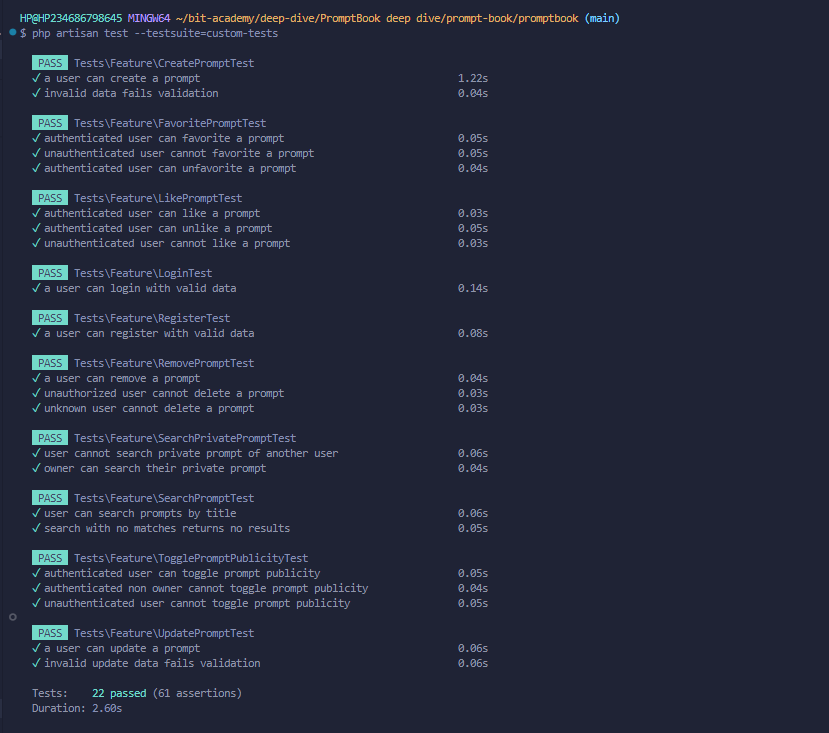 HP@HP234686798645 MINGW64 ~/bit-academy/deep-dive/PromptBook deep dive/prompt-book/promptbook (main)
$ php artisan test --testsuite=custom-tests
PASS Tests\Feature\CreatePromptTest
✓ a user can create a prompt 1.22s
✓ invalid data fails validation 0.04s
PASS Tests\Feature\FavoritePromptTest
✓ authenticated user can favorite a prompt 0.05s
✓ unauthenticated user cannot favorite a prompt 0.05s
✓ authenticated user can unfavorite a prompt 0.04s
PASS Tests\Feature\LikePromptTest
✓ authenticated user can like a prompt 0.03s
✓ authenticated user can unlike a prompt 0.05s
✓ unauthenticated user cannot like a prompt 0.03s
PASS Tests\Feature\LoginTest
✓ a user can login with valid data 0.14s
PASS Tests\Feature\RegisterTest
✓ a user can register with valid data 0.08s
PASS Tests\Feature\RemovePromptTest
✓ a user can remove a prompt 0.04s
✓ unauthorized user cannot delete a prompt 0.03s
✓ unknown user cannot delete a prompt 0.03s
PASS Tests\Feature\SearchPrivatePromptTest
✓ user cannot search private prompt of another user 0.06s
✓ owner can search their private prompt 0.04s
PASS Tests\Feature\SearchPromptTest
✓ user can search prompts by title 0.06s
✓ search with no matches returns no results 0.05s
PASS Tests\Feature\TogglePromptPublicityTest
✓ authenticated user can toggle prompt publicity 0.05s
✓ authenticated non owner cannot toggle prompt publicity 0.04s
✓ unauthenticated user cannot toggle prompt publicity 0.05s
PASS Tests\Feature\UpdatePromptTest
✓ a user can update a prompt 0.06s
✓ invalid update data fails validation 0.06s
Tests: 22 passed (61 assertions)
Duration: 2.60s